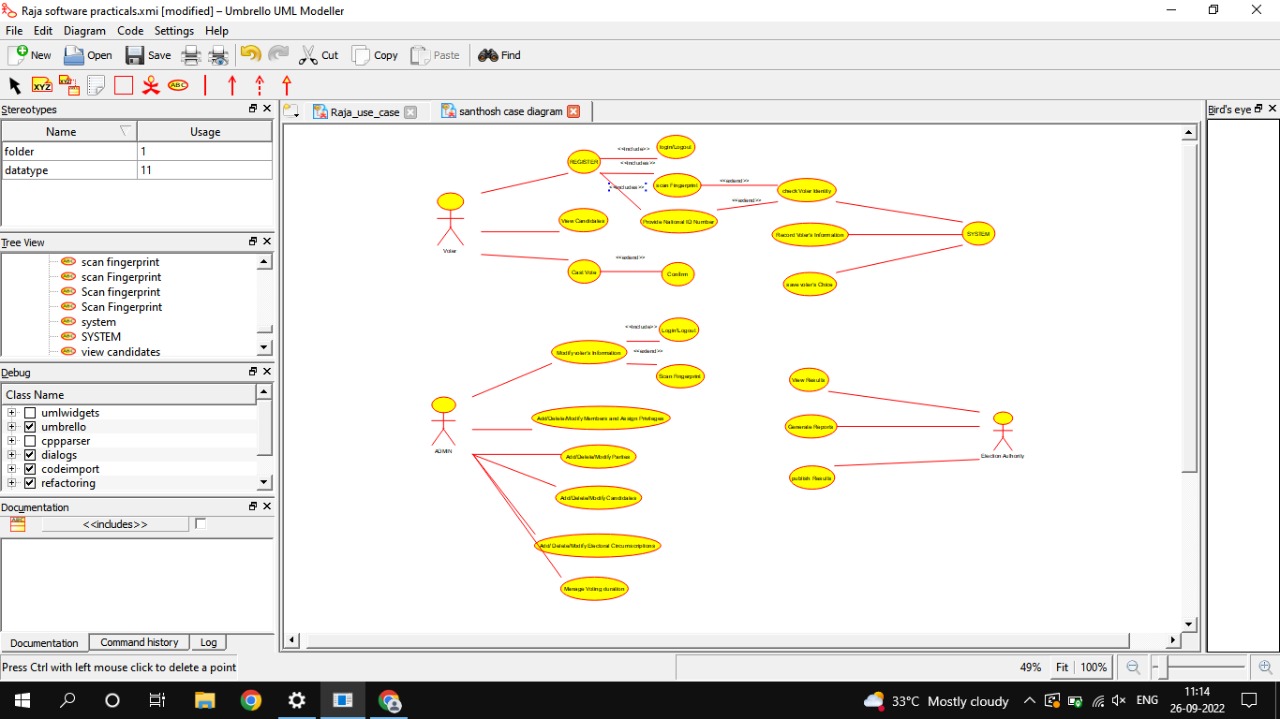 Raja software practicals.xmi [modified] – Umbrello UML Modeller
File Edit Diagram Code Settings Help
New Open Save Cut Copy Paste Find
XYZ XYZ ABC
Stereotypes
Name Usage
folder 1
datatype 11
Tree View
scan fingerprint
scan Fingerprint
Scan fingerprint
Scan Fingerprint
system
SYSTEM
view candidates
Debug
Class Name
umlwidgets
umbrello
cppparser
dialogs
codeimport
refactoring
Documentation
<<includes>>
Documentation Command history Log
Press Ctrl with left mouse click to delete a point
Raja_use_case santhosh case diagram
Bird's eye
<<Include>>
login/Logout
REGISTER
<<Includes>>
scan Fingerprint
<<extend>>
<<Includes>>
check Voter Identity
<<extend>>
Voter
View Candidates
Provide National ID Number
Record Voter's Information
SYSTEM
<<extend>>
Cast Vote
Confirm
save voter's Choice
<<Include>>
Login/Logout
Modify voter's Information
<<extend>>
Scan Fingerprint
View Results
ADMIN
Add/Delete/Modify Members and Assign Privileges
Generate Reports
Election Authority
Add/Delete/Modify Parties
publish Results
Add/Delete/Modify Candidates
Add/Delete/Modify Electoral Circumscriptions
Manage Voting duration
49% Fit 100%
33°C Mostly cloudy
ENG
11:14
26-09-2022